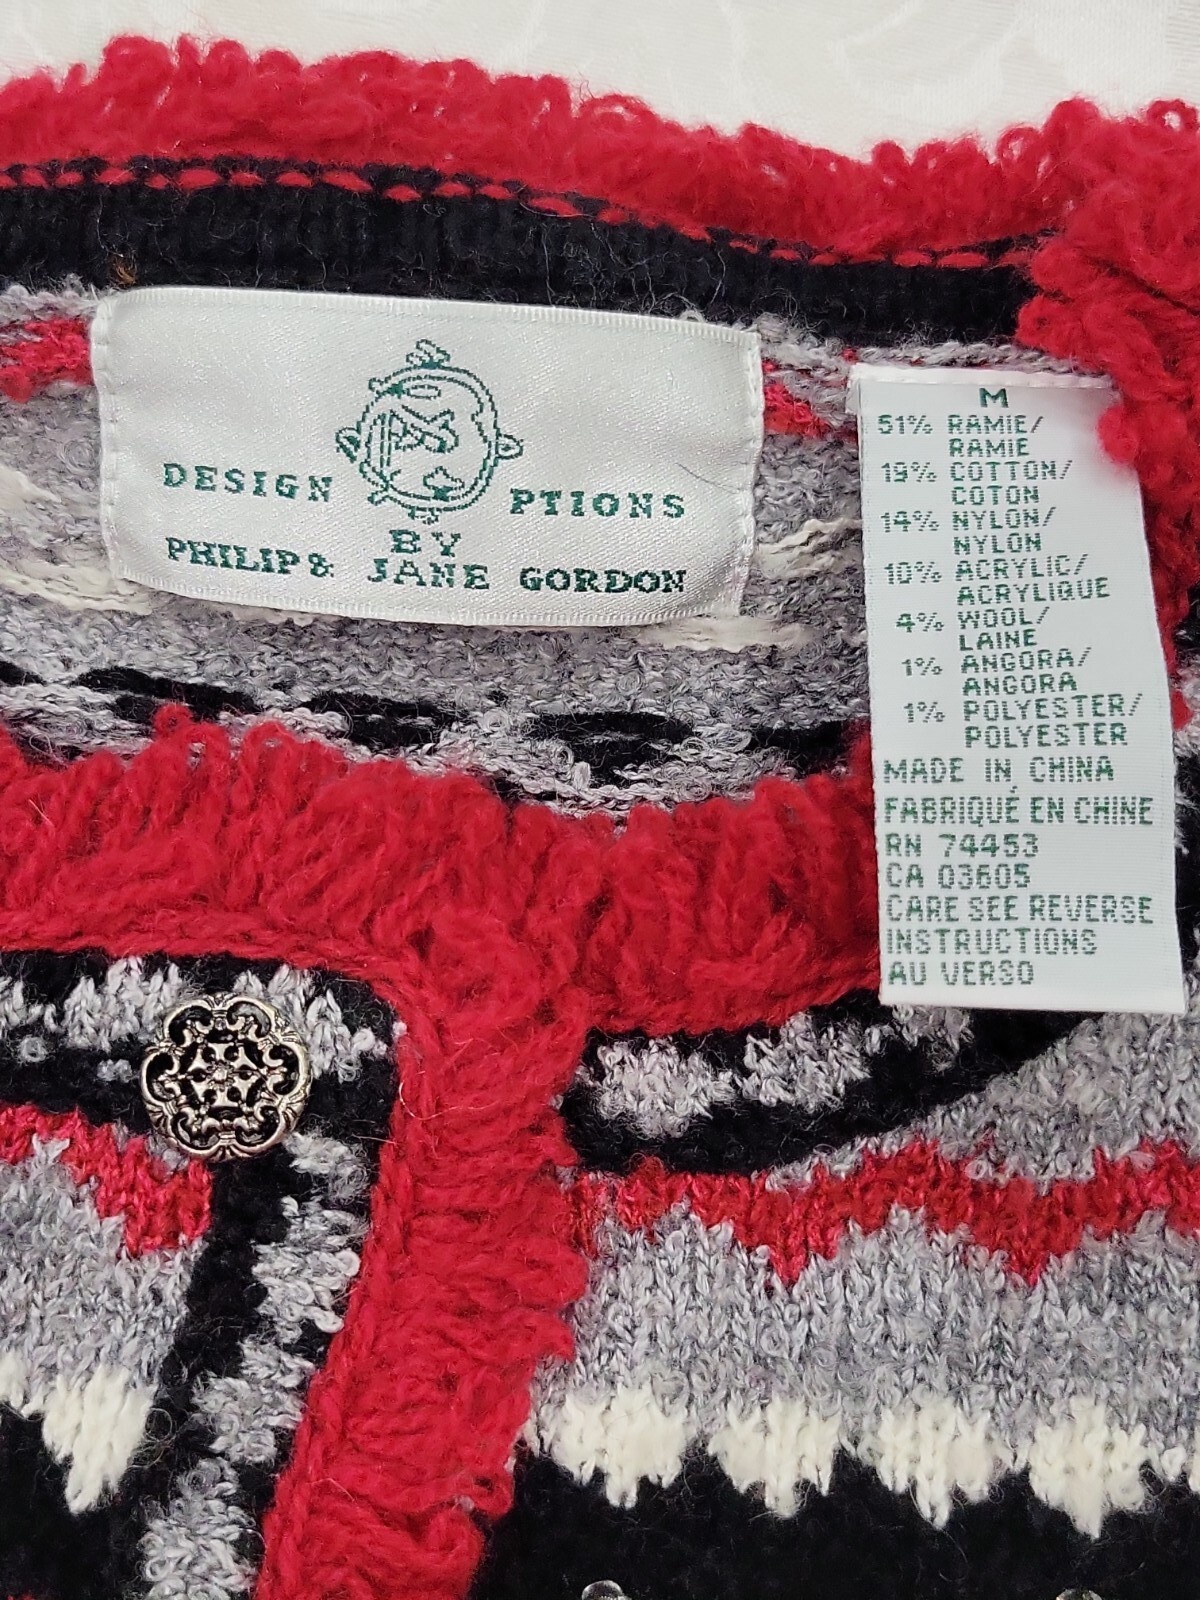 DESIGN PTIONS
BY
PHILIP & JANE GORDON
M
51% RAMIE/
RAMIE
19% COTTON/
COTON
14% NYLON/
NYLON
10% ACRYLIC/
ACRYLIQUE
4% WOOL/
LAINE
1% ANGORA/
ANGORA
1% POLYESTER/
POLYESTER
MADE IN CHINA
FABRIQUÉ EN CHINE
RN 74453
CA 03605
CARE SEE REVERSE
INSTRUCTIONS
AU VERSO